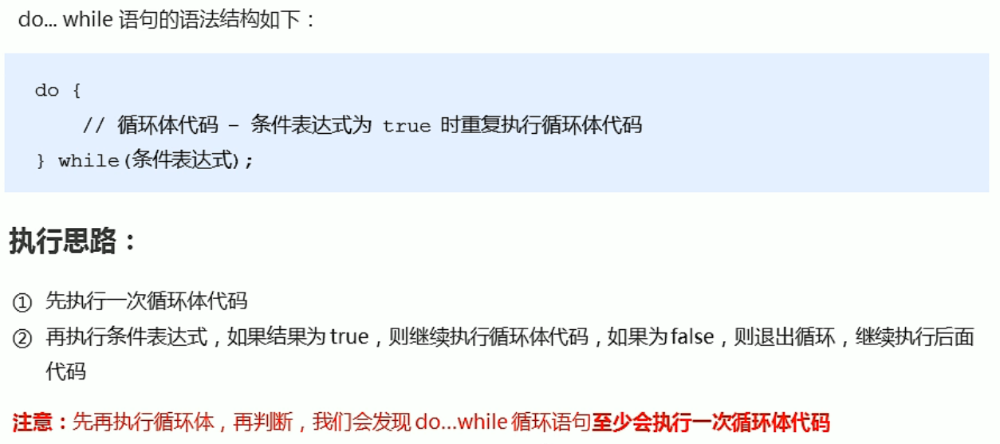 do... while 语句的语法结构如下：
do {
// 循环体代码 – 条件表达式为 true 时重复执行循环体代码
} while(条件表达式);
执行思路：
① 先执行一次循环体代码
② 再执行条件表达式，如果结果为 true，则继续执行循环体代码，如果为 false，则退出循环，继续执行后面
代码
注意：先再执行循环体，再判断，我们会发现 do...while 循环语句至少会执行一次循环体代码